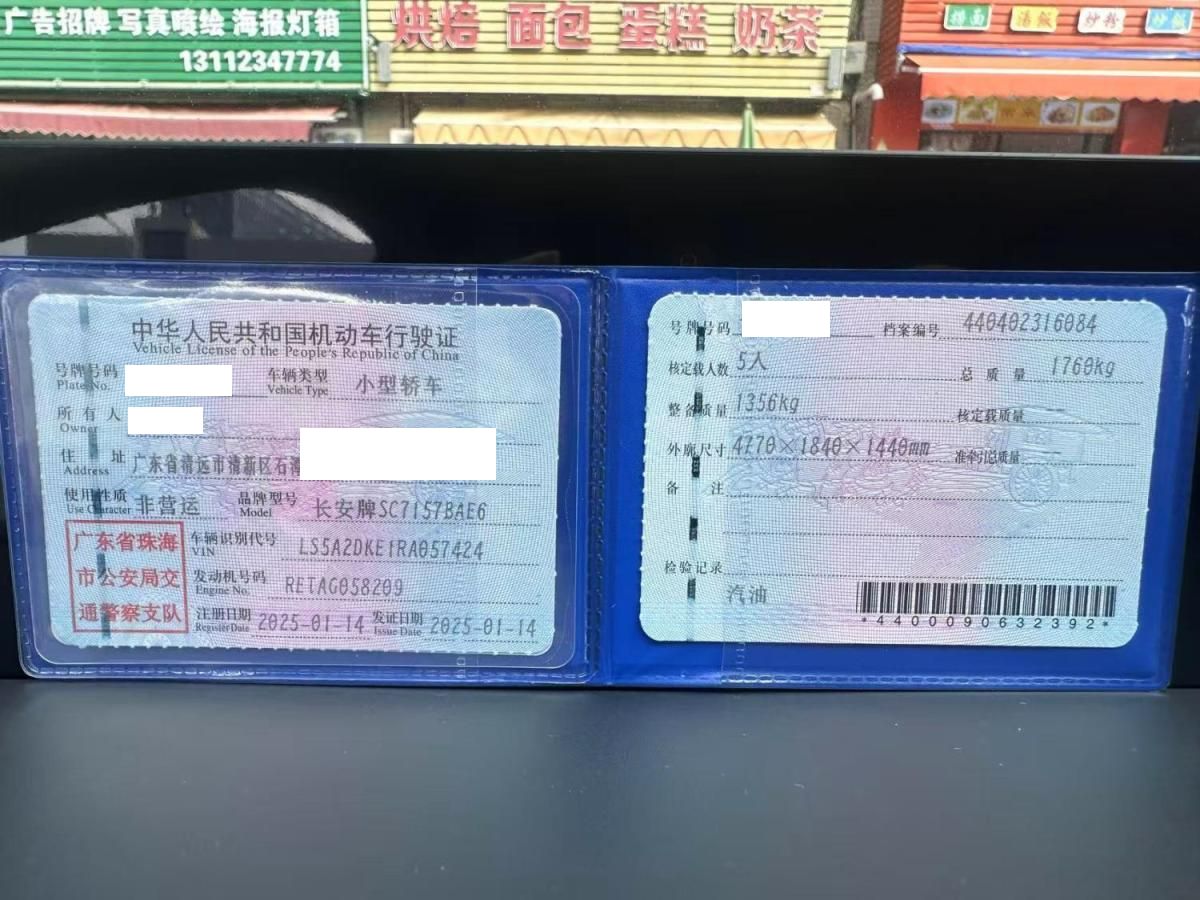 广告招牌 写真喷绘 海报灯箱
13112347774
烘焙 面包 蛋糕 奶茶
汤饭
炒粉
炒饭
中华人民共和国机动车行驶证
Vehicle License of the People's Republic of China
号牌号码
Plate No.
车辆类型 小型轿车
Vehicle Type
所有人
Owner
住址 广东省清远市清新区石
Address
使用性质 非营运
Use Character
品牌型号 长安牌SC7157BAE6
Model
广东省珠海
市公安局交
通警察支队
车辆识别代号 LS5A2DKE1RA057424
VIN
发动机号码 RETAG058209
Engine No.
注册日期 2025-01-14
Register Date
发证日期 2025-01-14
Issue Date
号牌号码
档案编号 440402316084
核定载人数 5人
总质量 1760kg
整备质量 1356kg
核定载质量 --
外廓尺寸 4770×1840×1440mm
准牵引总质量 --
备注
检验记录
汽油
*4400090632392*